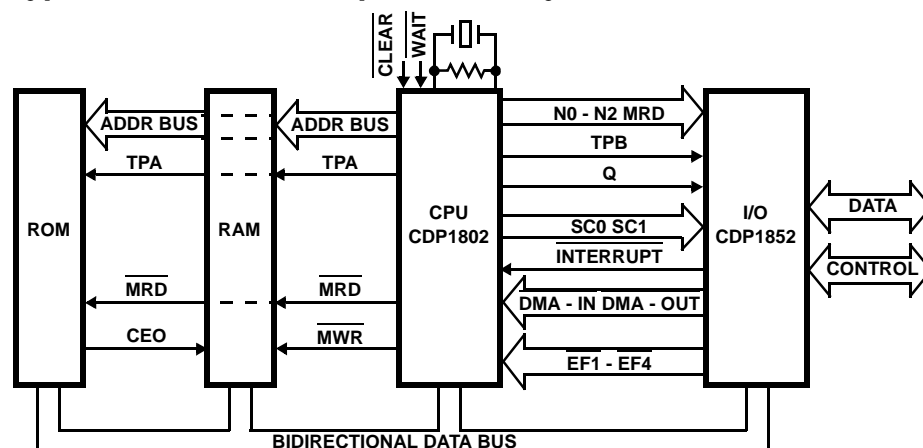 CLEAR
WAIT
ADDR BUS
ADDR BUS
N0 - N2 MRD
TPB
TPA
TPA
Q
ROM
RAM
CPU
CDP1802
SC0 SC1
I/O
CDP1852
DATA
INTERRUPT
CONTROL
MRD
MRD
DMA - IN DMA - OUT
CEO
MWR
EF1 - EF4
BIDIRECTIONAL DATA BUS